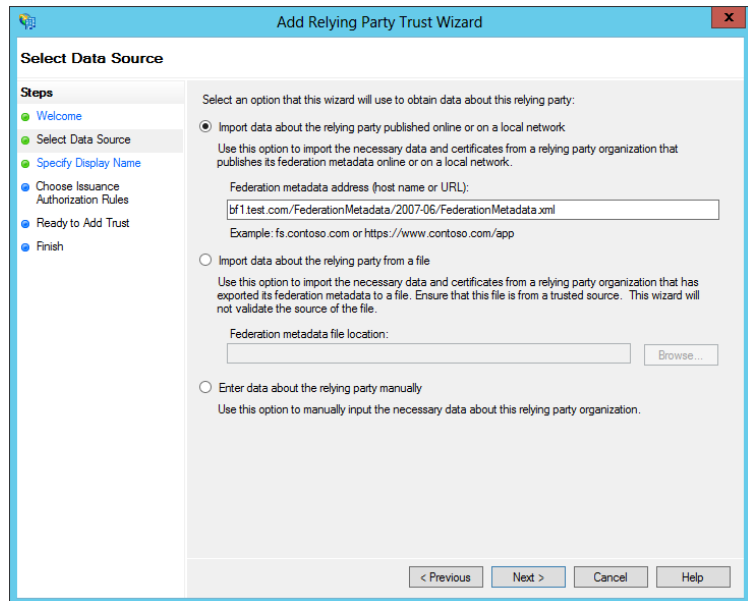 Add Relying Party Trust Wizard
x
Select Data Source
Steps
Welcome
Select Data Source
Specify Display Name
Choose Issuance
Authorization Rules
Ready to Add Trust
Finish
Select an option that this wizard will use to obtain data about this relying party:
Import data about the relying party published online or on a local network
Use this option to import the necessary data and certificates from a relying party organization that
publishes its federation metadata online or on a local network.
Federation metadata address (host name or URL):
bf1.test.com/FederationMetadata/2007-06/FederationMetadata.xml
Example: fs.contoso.com or https://www.contoso.com/app
Import data about the relying party from a file
Use this option to import the necessary data and certificates from a relying party organization that has
exported its federation metadata to a file. Ensure that this file is from a trusted source. This wizard will
not validate the source of the file.
Federation metadata file location:
Browse...
Enter data about the relying party manually
Use this option to manually input the necessary data about this relying party organization.
< Previous
Next >
Cancel
Help